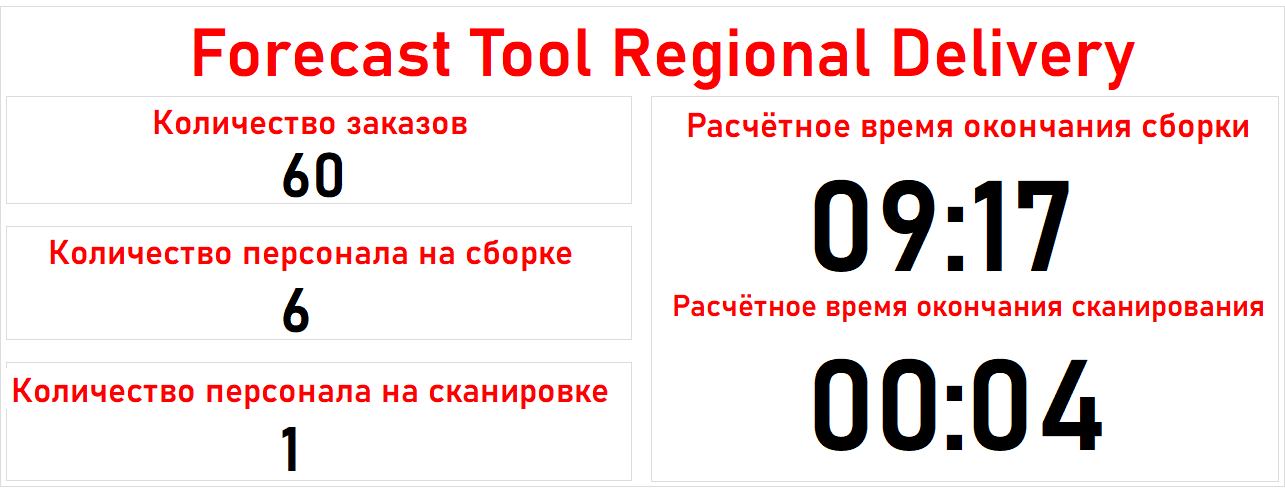 Forecast Tool Regional Delivery
Количество заказов
60
Количество персонала на сборке
6
Количество персонала на сканировке
1
Расчётное время окончания сборки
09:17
Расчётное время окончания сканирования
00:04